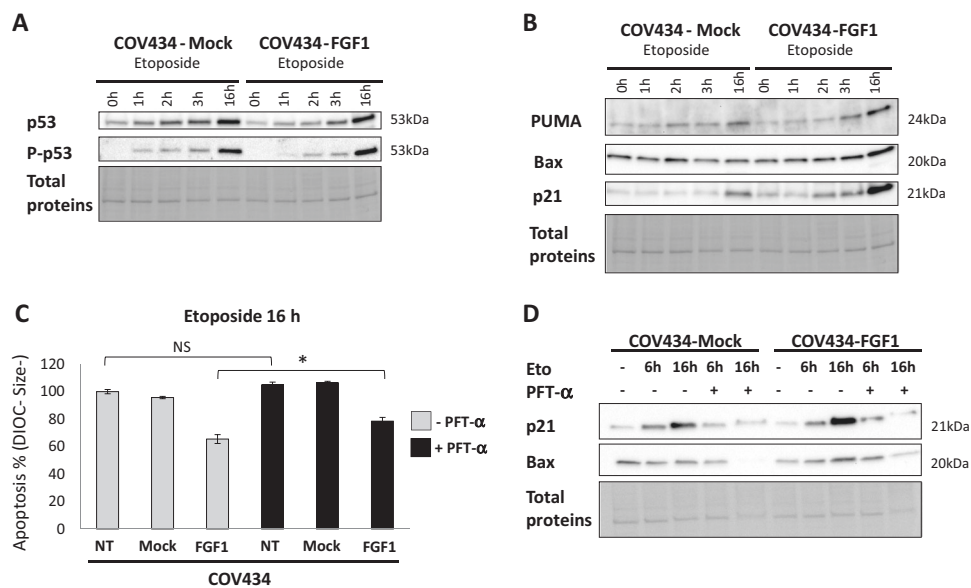 A
COV434 - Mock COV434-FGF1
Etoposide Etoposide
0h 1h 2h 3h 16h 0h 1h 2h 3h 16h
p53 53kDa
P-p53 53kDa
Total
proteins
B
COV434 - Mock COV434-FGF1
Etoposide Etoposide
0h 1h 2h 3h 16h 0h 1h 2h 3h 16h
PUMA 24kDa
Bax 20kDa
p21 21kDa
Total
proteins
C
Etoposide 16 h
Apoptosis % (DIOC- Size-)
120
100
80
60
40
20
0
NS
*
- PFT-α
+ PFT-α
NT Mock FGF1 NT Mock FGF1
COV434
D
COV434-Mock COV434-FGF1
Eto - 6h 16h 6h 16h - 6h 16h 6h 16h
PFT-α - - - + + - - - + +
p21 21kDa
Bax 20kDa
Total
proteins